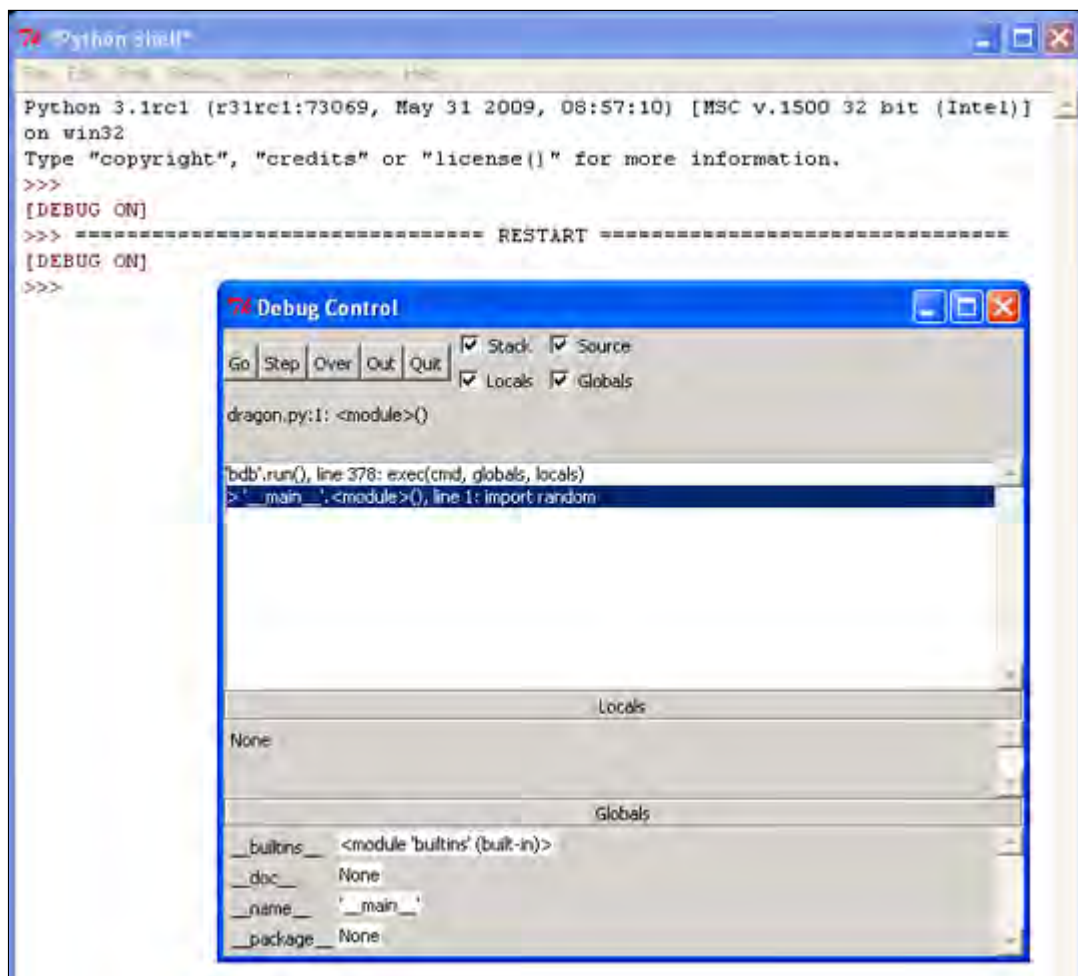 *Python Shell*
Python 3.1rc1 (r31rc1:73069, May 31 2009, 08:57:10) [MSC v.1500 32 bit (Intel)]
on win32
Type "copyright", "credits" or "license()" for more information.
>>>
[DEBUG ON]
>>> ================================ RESTART ================================
[DEBUG ON]
>>>
Debug Control
Go Step Over Out Quit
Stack Source
Locals Globals
dragon.py:1: <module>()
'bdb'.run(), line 378: exec(cmd, globals, locals)
> '__main__'.<module>(), line 1: import random
Locals
None
Globals
__builtins__ <module 'builtins' (built-in)>
__doc__ None
__name__ '__main__'
__package__ None